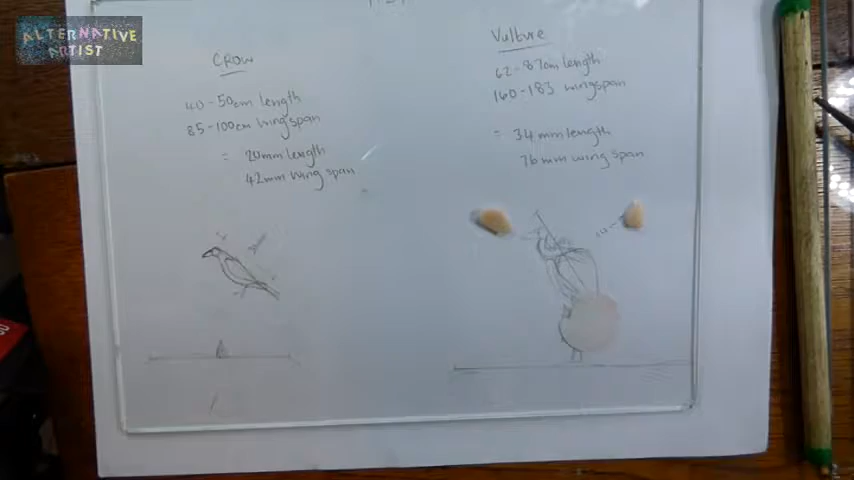 ALTERNATIVE
ARTIST
Crow
40-50cm length
85-100cm wingspan
= 20mm length
42mm wing span
Vulture
62-87cm length
160-183 wingspan
= 34mm length
76mm wing span